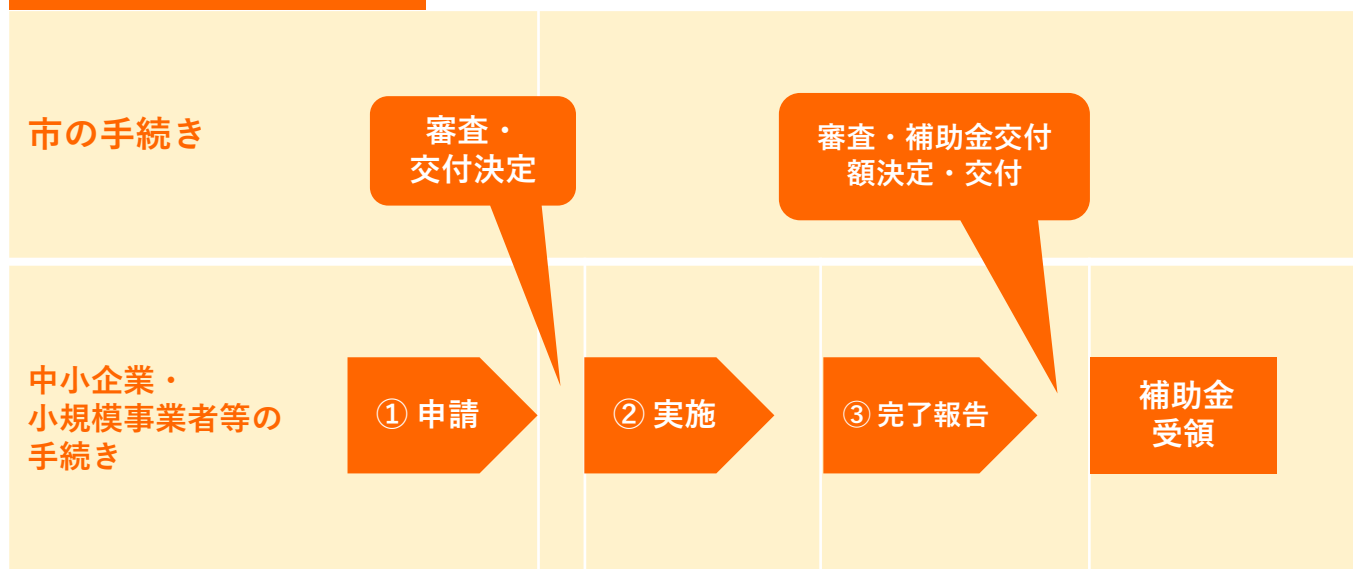 市の手続き
審査・
交付決定
審査・補助金交付
額決定・交付
中小企業・
小規模事業者等の
手続き
① 申請
② 実施
③ 完了報告
補助金
受領